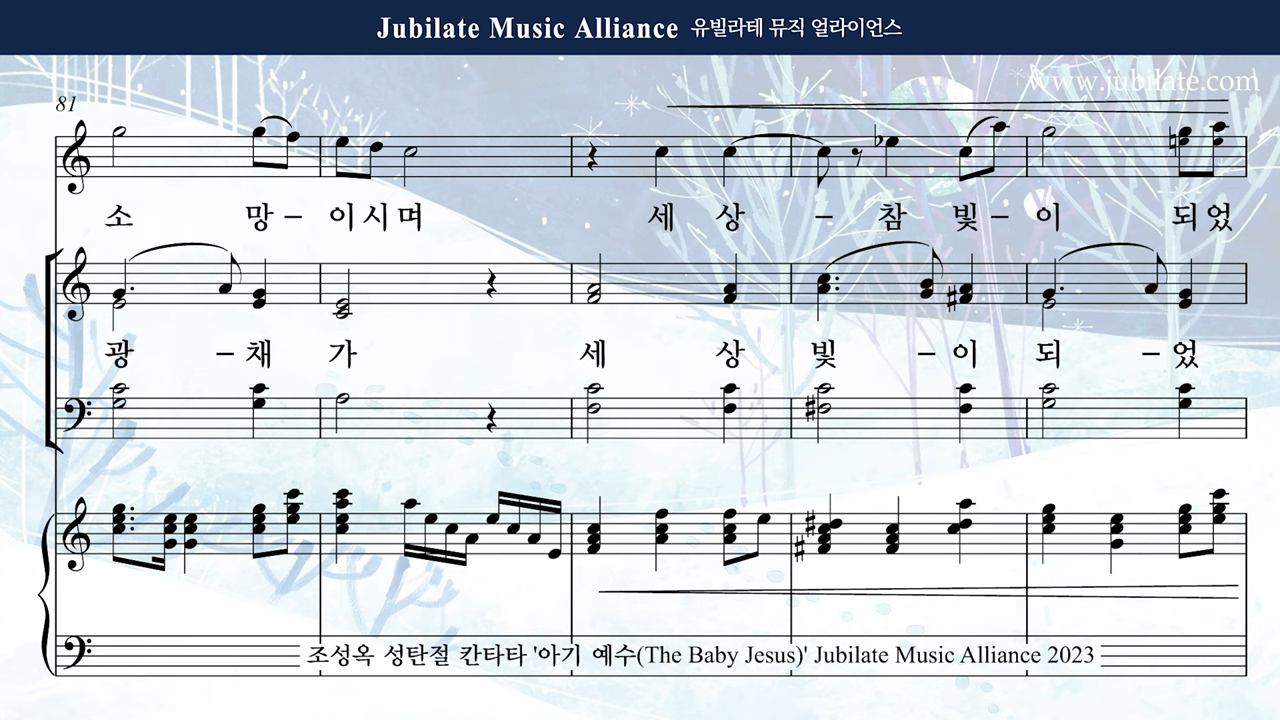 Jubilate Music Alliance 유빌라테 뮤직 얼라이언스
www.jubilate.com
81
소 망 – 이 시 며 세 상 – 참 빛 – 이 되 었
광 – 채 가 세 상 빛 – 이 되 – 었
조성옥 성탄절 칸타타 '아기 예수(The Baby Jesus)' Jubilate Music Alliance 2023